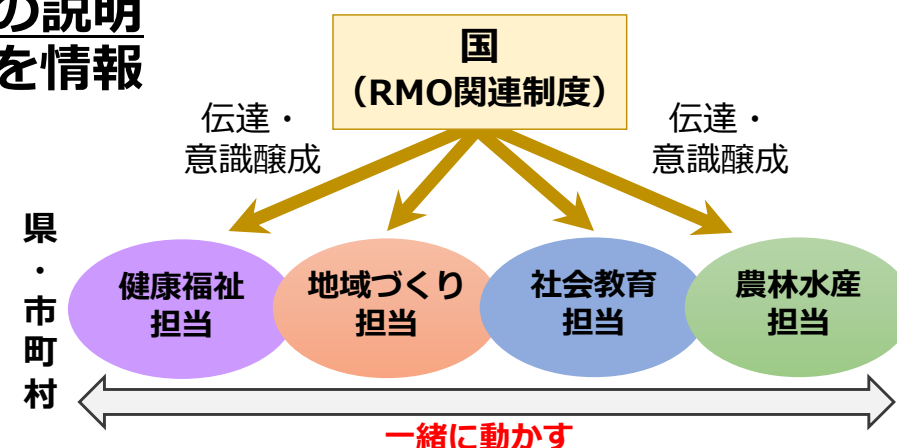 の説明
を情報
国
（RMO関連制度）
伝達・
意識醸成
伝達・
意識醸成
県・市町村
健康福祉
担当
地域づくり
担当
社会教育
担当
農林水産
担当
一緒に動かす